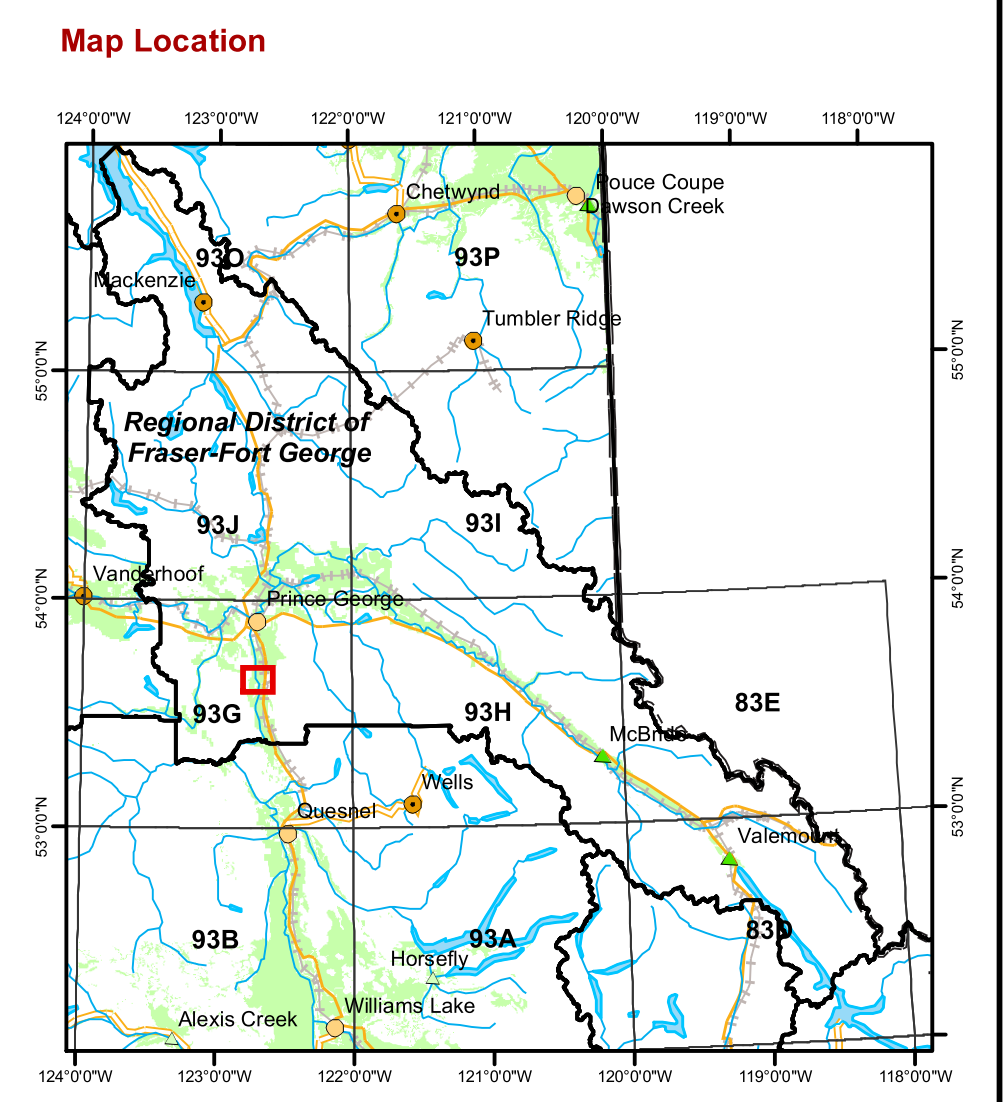 Map Location
124°0'0"W 123°0'0"W 122°0'0"W 121°0'0"W 120°0'0"W 119°0'0"W 118°0'0"W
Pouce Coupe
Chetwynd
Dawson Creek
93O
93P
Mackenzie
Tumbler Ridge
55°0'0"N
55°0'0"N
Regional District of
Fraser-Fort George
93J
93I
Vanderhoof
54°0'0"N
54°0'0"N
Prince George
83E
93G
93H
McBride
Wells
Quesnel
53°0'0"N
53°0'0"N
Valemount
83D
93B
93A
Horsefly
Williams Lake
Alexis Creek
124°0'0"W 123°0'0"W 122°0'0"W 121°0'0"W 120°0'0"W 119°0'0"W 118°0'0"W